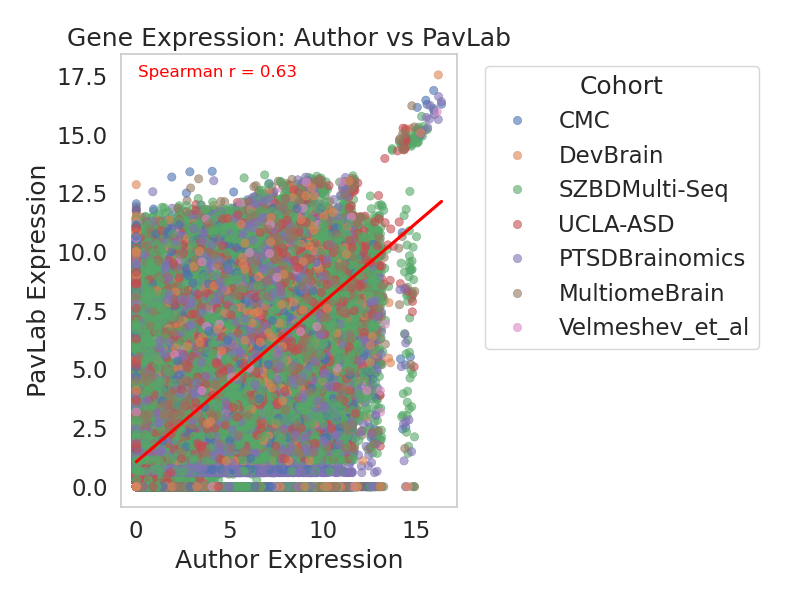 Gene Expression: Author vs PavLab
Spearman r = 0.63
17.5
15.0
12.5
10.0
7.5
5.0
2.5
0.0
PavLab Expression
0 5 10 15
Author Expression
Cohort
CMC
DevBrain
SZBDMulti-Seq
UCLA-ASD
PTSDBrainomics
MultiomeBrain
Velmeshev_et_al